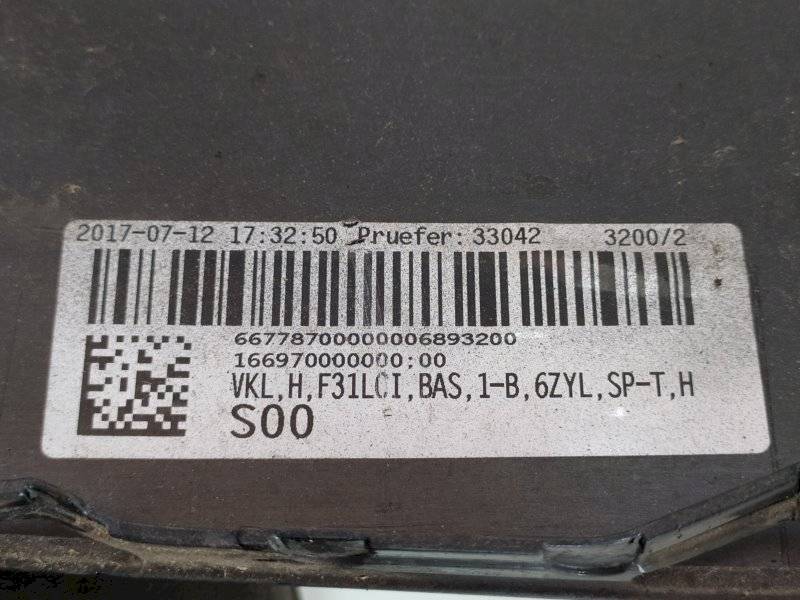 2017-07-12 17:32:50 Pruefer: 33042 3200/2
66778700000006893200
166970000000;00
VKL,H,F31LCI,BAS,1-B,6ZYL,SP-T,H
S00